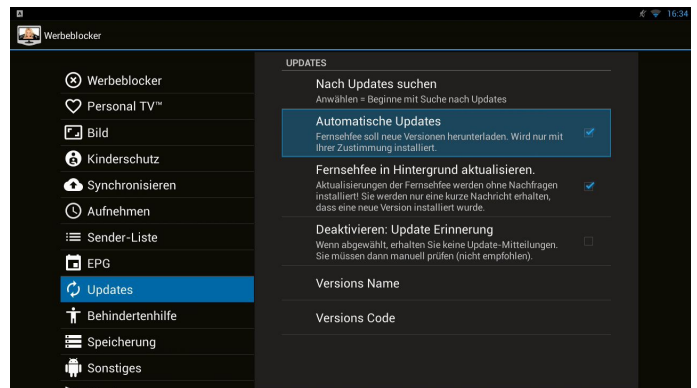 16:34
Werbeblocker
Werbeblocker
Personal TV™
Bild
Kinderschutz
Synchronisieren
Aufnehmen
Sender-Liste
EPG
Updates
Behindertenhilfe
Speicherung
Sonstiges
UPDATES
Nach Updates suchen
Anwählen = Beginne mit Suche nach Updates
Automatische Updates
Fernsehfee soll neue Versionen herunterladen. Wird nur mit
Ihrer Zustimmung installiert.
Fernsehfee in Hintergrund aktualisieren.
Aktualisierungen der Fernsehfee werden ohne Nachfragen
installiert! Sie werden nur eine kurze Nachricht erhalten,
dass eine neue Version installiert wurde.
Deaktivieren: Update Erinnerung
Wenn abgewählt, erhalten Sie keine Update-Mitteilungen.
Sie müssen dann manuell prüfen (nicht empfohlen).
Versions Name
Versions Code